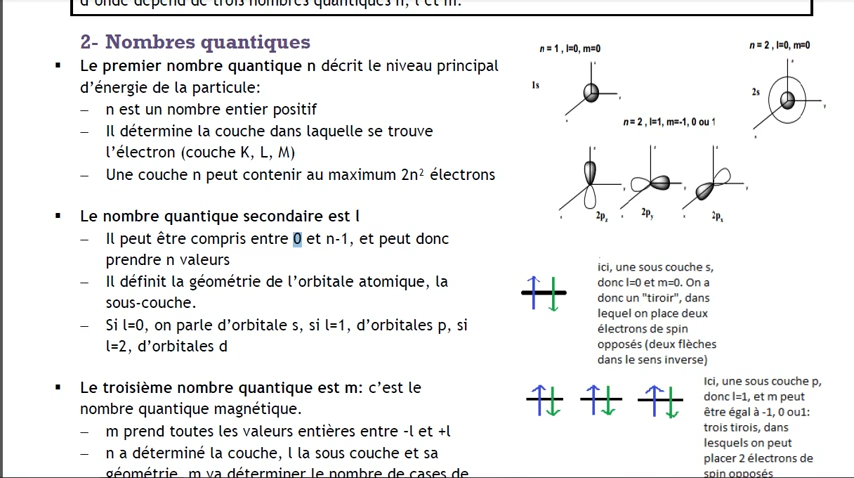 d'onde dépend de trois nombres quantiques n, l et m.
2- Nombres quantiques
Le premier nombre quantique n décrit le niveau principal
d'énergie de la particule:
– n est un nombre entier positif
– Il détermine la couche dans laquelle se trouve
l'électron (couche K, L, M)
– Une couche n peut contenir au maximum 2n² électrons
Le nombre quantique secondaire est l
– Il peut être compris entre 0 et n-1, et peut donc
prendre n valeurs
– Il définit la géométrie de l'orbitale atomique, la
sous-couche.
– Si l=0, on parle d'orbitale s, si l=1, d'orbitales p, si
l=2, d'orbitales d
Le troisième nombre quantique est m: c'est le
nombre quantique magnétique.
– m prend toutes les valeurs entières entre -l et +l
– n a déterminé la couche, l la sous couche et sa
géométrie, m va déterminer le nombre de cases de
n = 1 , l=0, m=0
1s
n = 2 , l=0, m=0
2s
n = 2 , l=1, m=-1, 0 ou 1
2pz
2py
2px
ici, une sous couche s,
donc l=0 et m=0. On a
donc un "tiroir", dans
lequel on place deux
électrons de spin
opposés (deux flèches
dans le sens inverse)
Ici, une sous couche p,
donc l=1, et m peut
être égal à -1, 0 ou1:
trois tirois, dans
lesquels on peut
placer 2 électrons de
spin opposés